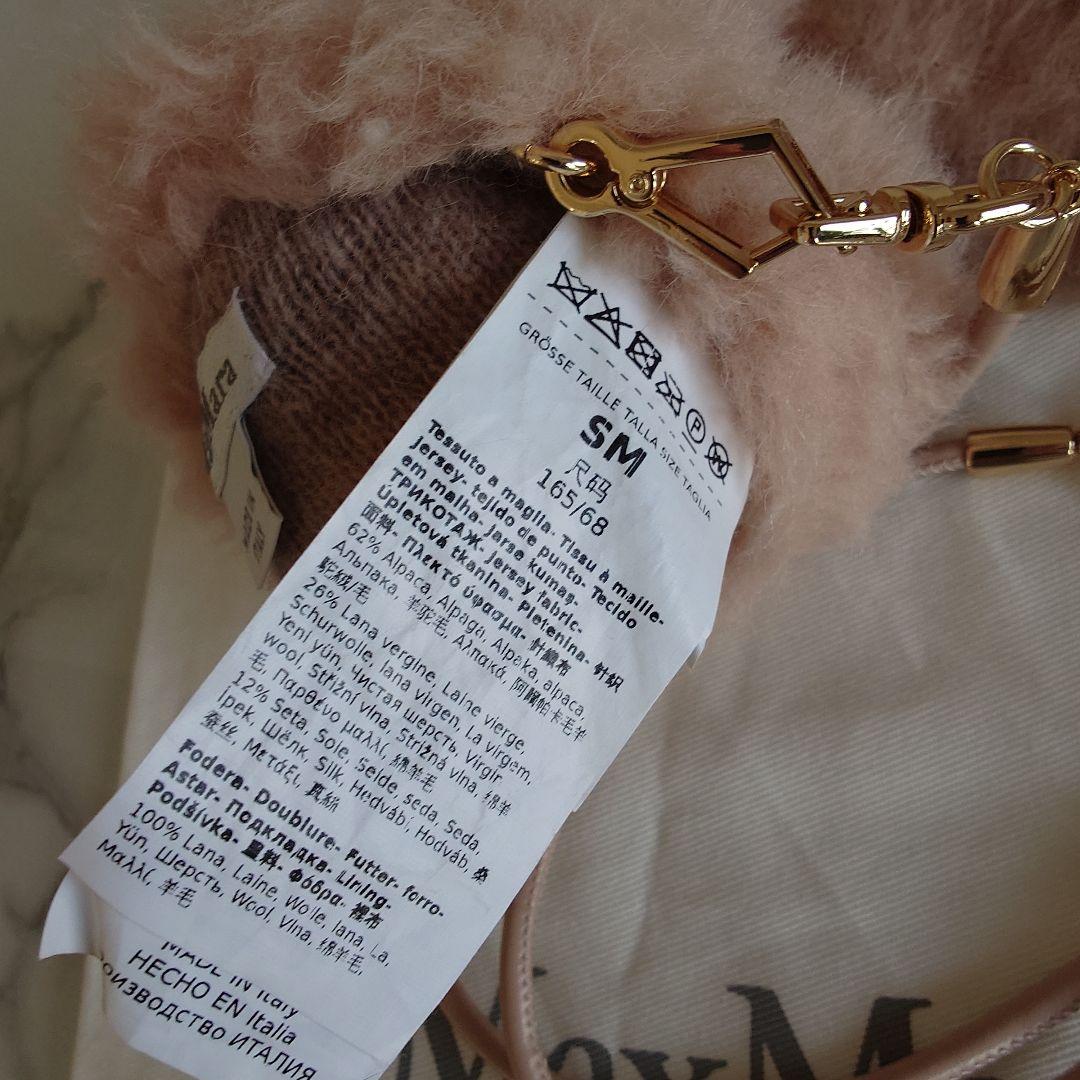 Mara
GRÖSSE TAILLE TALLA SIZE TAGLIA
SM
尺码
165/68
Tessuto a maglia- Tissu à maille-
Jersey- tejido de punto- Tecido
em malha- Jarse kumas-
ТРИКОТАЖ- Jersey fabric-
Úpletová tkanina- Pletenina- 针织
面料- Πλεκτό ύφασμα- 針織布
62% Alpaca, Alpaga, Alpaka, alpaca,
Альпака, 羊驼毛, Αλπακά, 阿爾帕卡毛羊
駝絨/毛
26% Lana vergine, Laine vierge,
Schurwolle, lana virgen, La virgem,
Yeni yün, Чистая шерсть, Virgin
wool, Střižní vlna, Strižná vlna, 绵羊
毛, Παρθένο μαλλί, 綿羊毛
12% Seta, Soie, Seide, seda, Seda,
İpek, Шёлк, Silk, Hedvábí, Hodváb, 桑
蚕丝, Μετάξι, 真絲
Fodera- Doublure- Futter- forro-
Astar- Подкладка- Lining-
Podšívka- 里料- Φόδρα- 裡布
100% Lana, Laine, Wolle, lana, La,
Yün, Шерсть, Wool, Vlna, 绵羊毛,
Μαλλί, 羊毛
MADE IN Italy
HECHO EN Italia
ПРОИЗВОДСТВО ИТАЛИЯ
MaxM